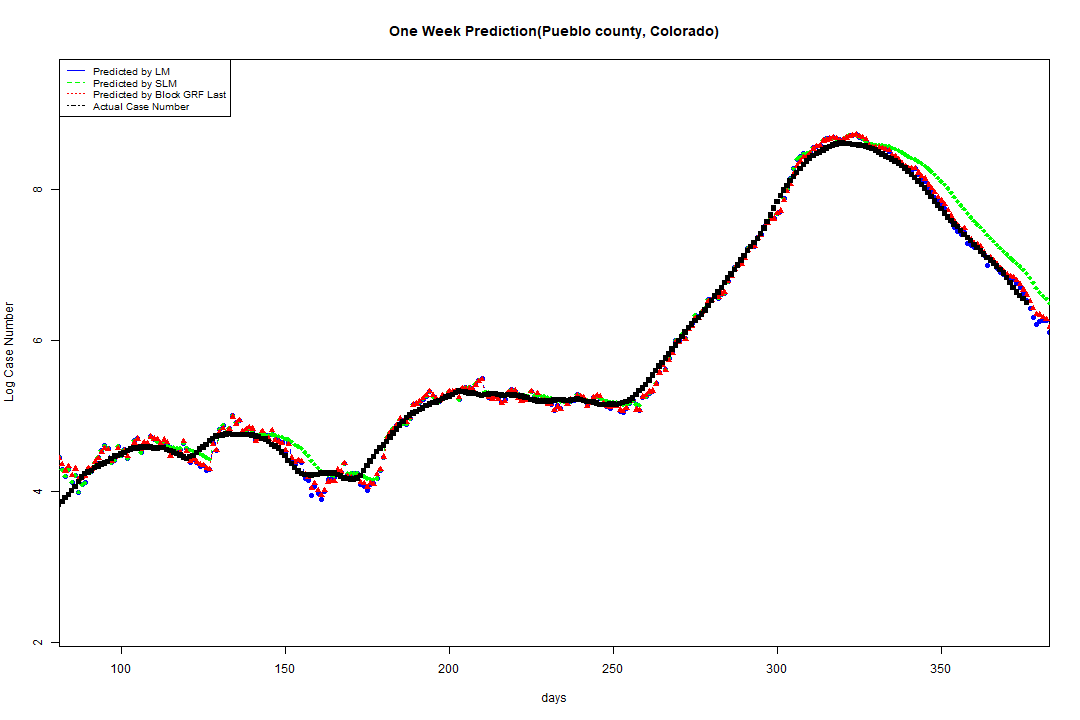 One Week Prediction(Pueblo county, Colorado)
Predicted by LM
Predicted by SLM
Predicted by Block GRF Last
Actual Case Number
8
6
4
2
Log Case Number
100 150 200 250 300 350
days